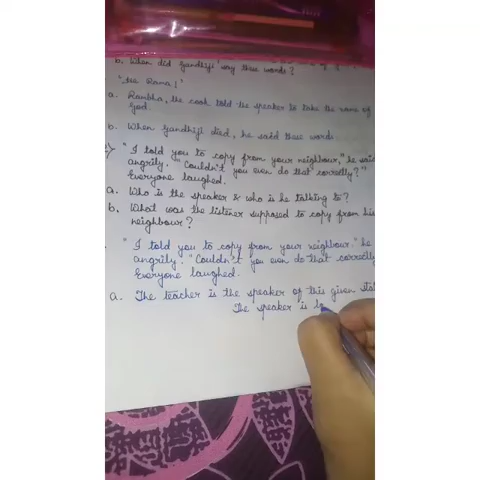 b. When did Gandhiji say these words?
Rama!"
a. Rambha, the cook told the speaker to take the name of
God.
b. When Gandhiji died, he said these words.
"I told you to copy from your neighbour," he said
angrily. "Couldn't you even do that correctly?"
Everyone laughed.
a. Who is the speaker & who is he talking to?
b. What was the listener supposed to copy from his
neighbour?
"I told you to copy from your neighbour." he
angrily. "Couldn't you even do that correctly
Everyone laughed.
a. The teacher is the speaker of this given
The speaker is